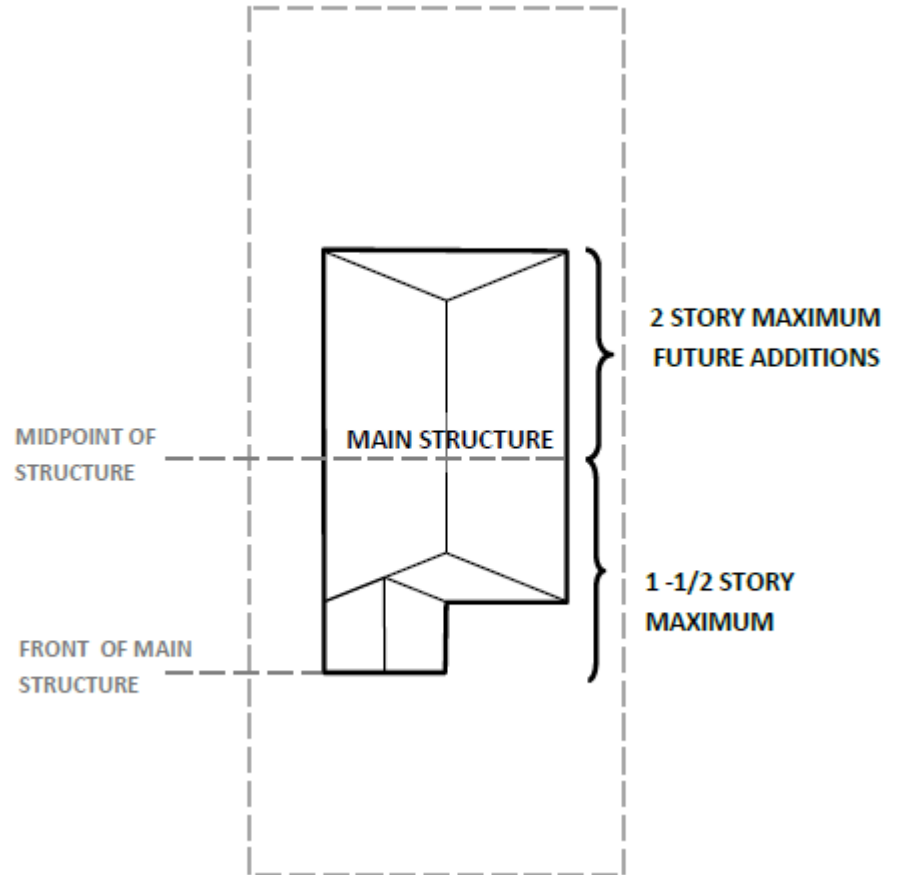 2 STORY MAXIMUM
FUTURE ADDITIONS
MAIN STRUCTURE
MIDPOINT OF
STRUCTURE
1 -1/2 STORY
MAXIMUM
FRONT OF MAIN
STRUCTURE